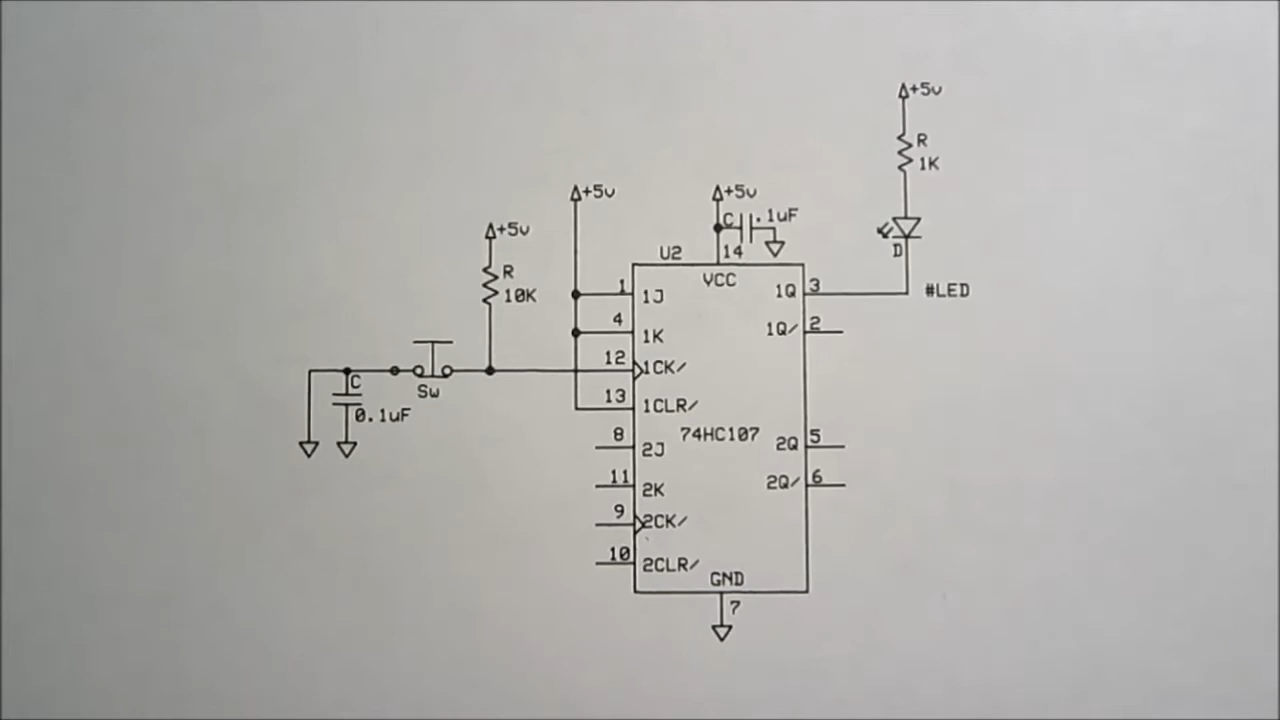 +5v
R
1K
D
#LED
+5v
+5v
C .1uF
+5v
R
10K
U2
14
VCC
1 1J
1Q 3
4 1K
1Q/ 2
12 1CK/
Sw
C
0.1uF
13 1CLR/
74HC107
8 2J
2Q 5
11 2K
2Q/ 6
9 2CK/
10 2CLR/
GND
7